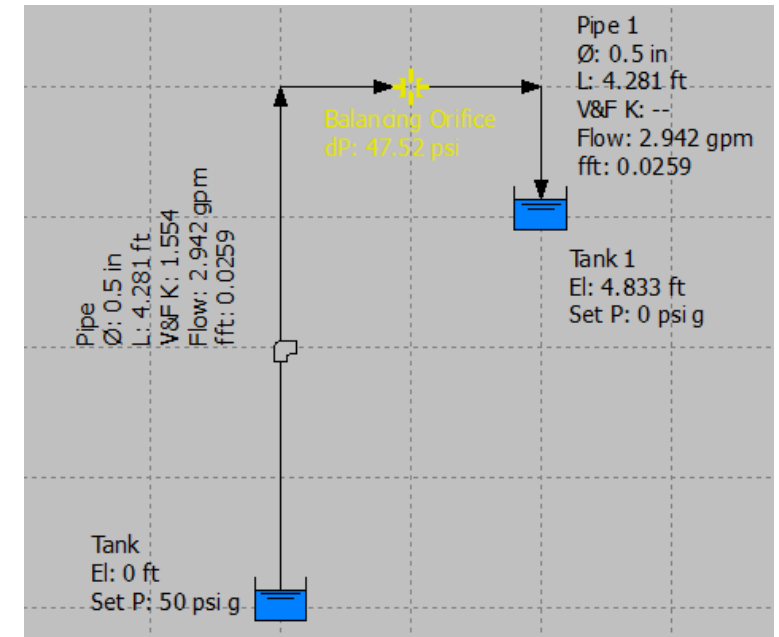 Pipe 1
Ø: 0.5 in
L: 4.281 ft
V&F K: --
Flow: 2.942 gpm
fft: 0.0259
Balancing Orifice
dP: 47.52 psi
Pipe
Ø: 0.5 in
L: 4.281 ft
V&F K: 1.554
Flow: 2.942 gpm
fft: 0.0259
Tank 1
El: 4.833 ft
Set P: 0 psi g
Tank
El: 0 ft
Set P: 50 psi g